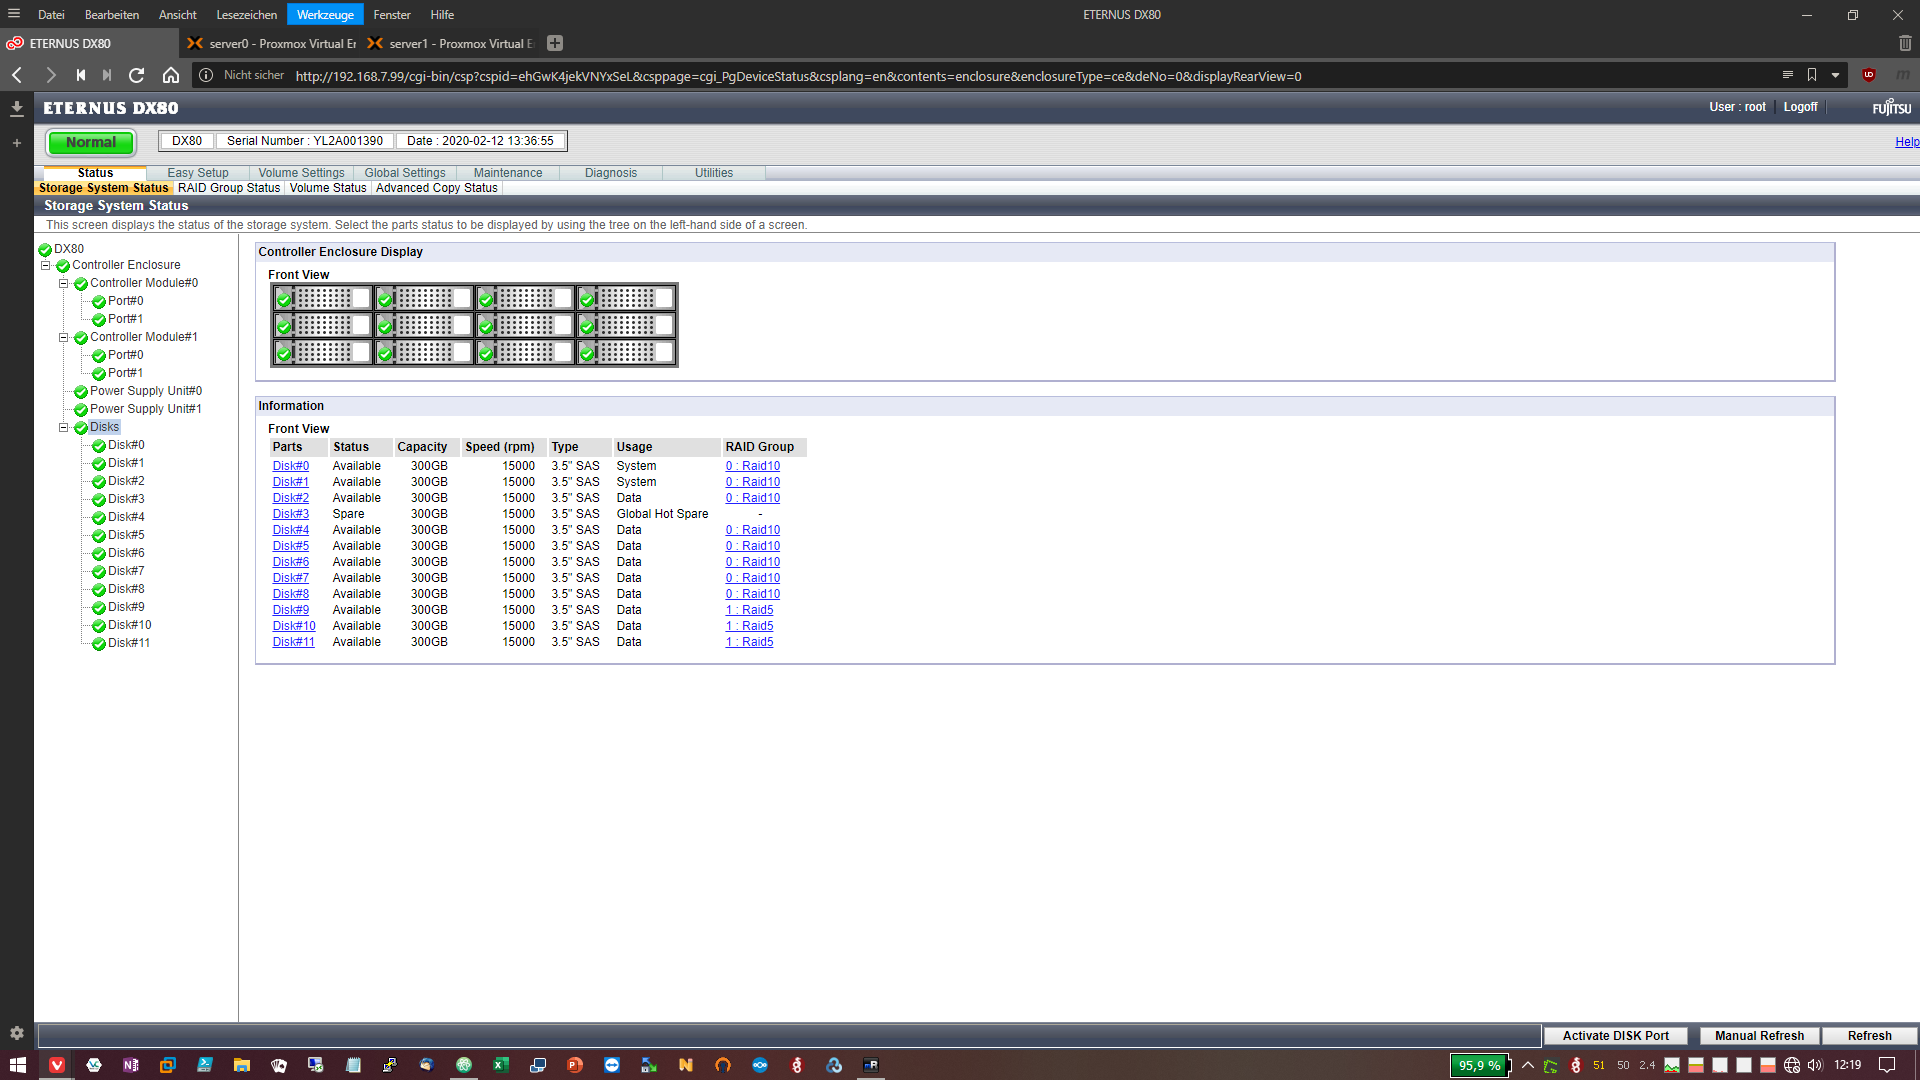 Datei Bearbeiten Ansicht Lesezeichen Werkzeuge Fenster Hilfe ETERNUS DX80
ETERNUS DX80 server0 - Proxmox Virtual Er server1 - Proxmox Virtual E
Nicht sicher http://192.168.7.99/cgi-bin/csp?cspid=ehGwK4jekVNYxSeL&csppage=cgi_PgDeviceStatus&csplang=en&contents=enclosure&enclosureType=ce&deNo=0&displayRearView=0
ETERNUS DX80 User : root Logoff FUJITSU
Normal DX80 Serial Number : YL2A001390 Date : 2020-02-12 13:36:55 Help
Status Easy Setup Volume Settings Global Settings Maintenance Diagnosis Utilities
Storage System Status RAID Group Status Volume Status Advanced Copy Status
Storage System Status
This screen displays the status of the storage system. Select the parts status to be displayed by using the tree on the left-hand side of a screen.
DX80
Controller Enclosure
Controller Module#0
Port#0
Port#1
Controller Module#1
Port#0
Port#1
Power Supply Unit#0
Power Supply Unit#1
Disks
Disk#0
Disk#1
Disk#2
Disk#3
Disk#4
Disk#5
Disk#6
Disk#7
Disk#8
Disk#9
Disk#10
Disk#11
Controller Enclosure Display
Front View
Information
Front View
Parts Status Capacity Speed (rpm) Type Usage RAID Group
Disk#0 Available 300GB 15000 3.5" SAS System 0 : Raid10
Disk#1 Available 300GB 15000 3.5" SAS System 0 : Raid10
Disk#2 Available 300GB 15000 3.5" SAS Data 0 : Raid10
Disk#3 Spare 300GB 15000 3.5" SAS Global Hot Spare -
Disk#4 Available 300GB 15000 3.5" SAS Data 0 : Raid10
Disk#5 Available 300GB 15000 3.5" SAS Data 0 : Raid10
Disk#6 Available 300GB 15000 3.5" SAS Data 0 : Raid10
Disk#7 Available 300GB 15000 3.5" SAS Data 0 : Raid10
Disk#8 Available 300GB 15000 3.5" SAS Data 0 : Raid10
Disk#9 Available 300GB 15000 3.5" SAS Data 1 : Raid5
Disk#10 Available 300GB 15000 3.5" SAS Data 1 : Raid5
Disk#11 Available 300GB 15000 3.5" SAS Data 1 : Raid5
Activate DISK Port Manual Refresh Refresh
95,9 % 51 50 2.4 12:19